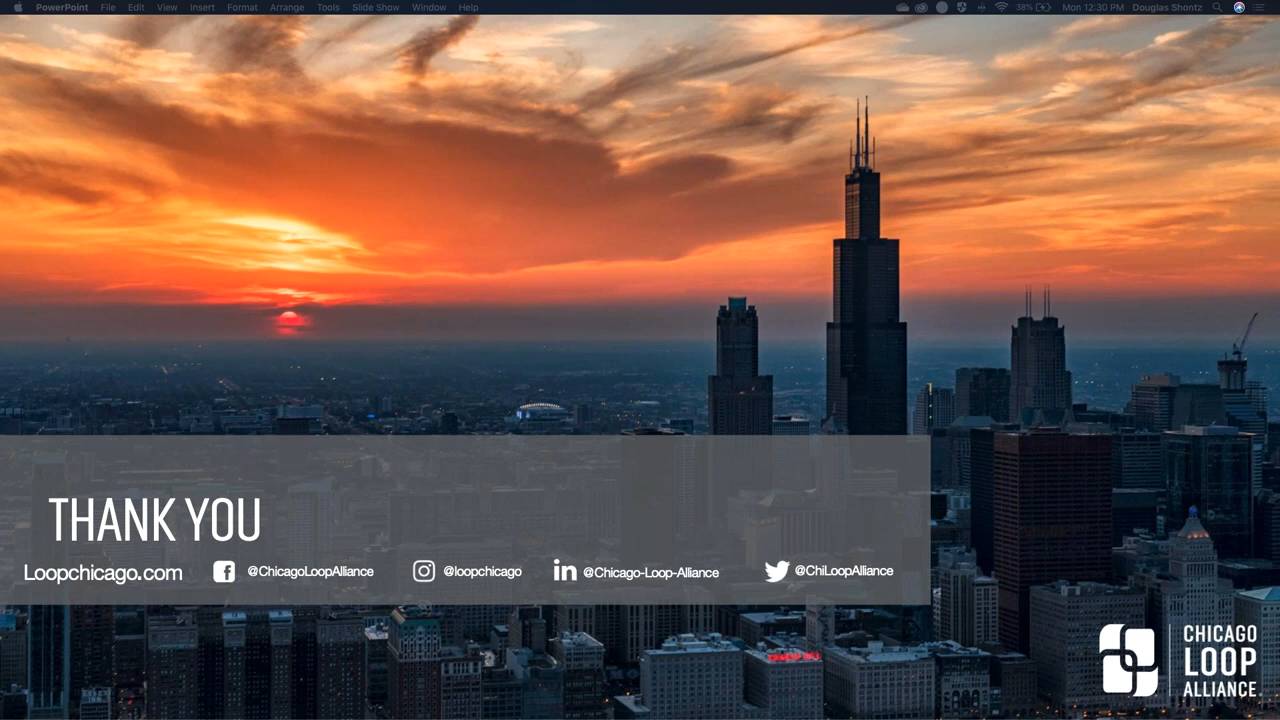 PowerPoint File Edit View Insert Format Arrange Tools Slide Show Window Help 38% Mon 12:30 PM Douglas Shontz
THANK YOU
Loopchicago.com @ChicagoLoopAlliance @loopchicago @Chicago-Loop-Alliance @ChiLoopAlliance
CHICAGO
LOOP
ALLIANCE